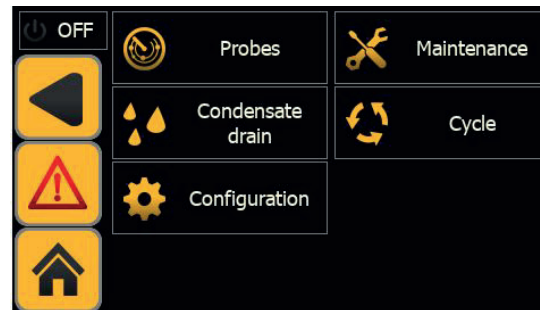 OFF
Probes
Maintenance
Condensate
drain
Cycle
Configuration